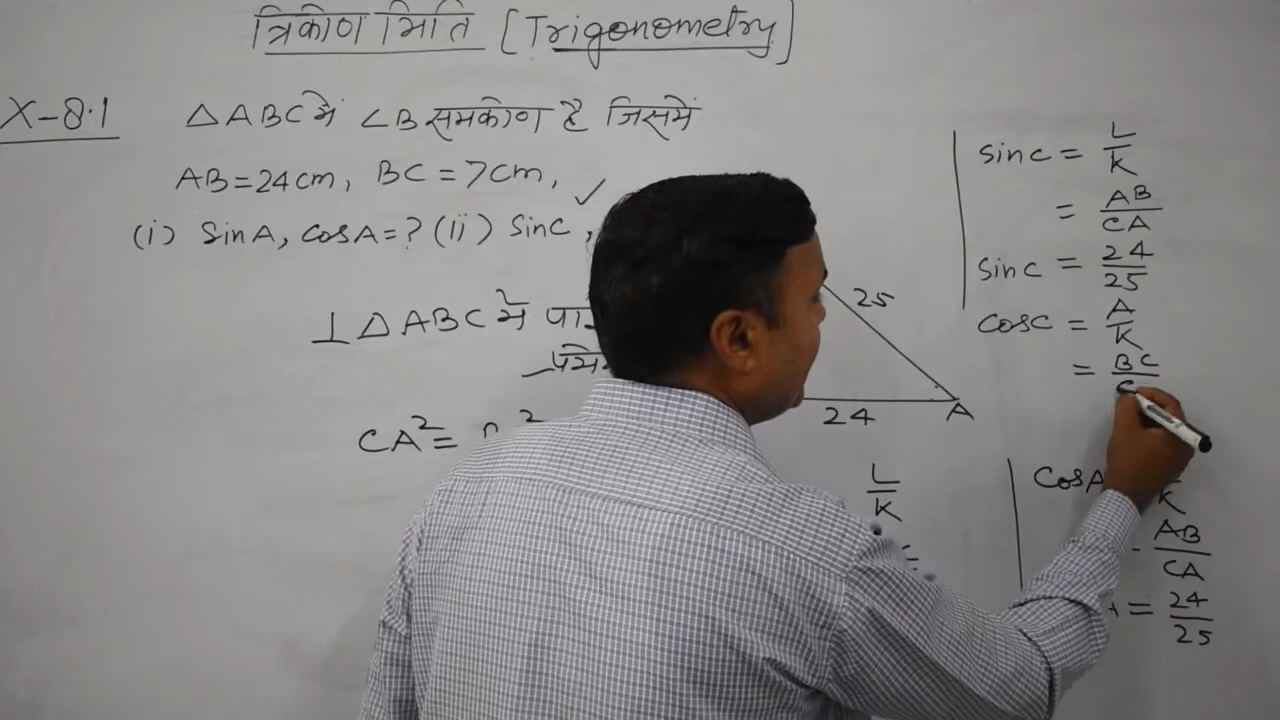 त्रिकोण मिति [Trigonometry]
X-8.1
△ABC में ∠B समकोण है जिसमें
AB=24cm, BC=7cm, ✓
(i) SinA, cosA=? (ii) Sinc,
⊥△ABC में
CA²=
25
24
A
L/K
sinc = L/K
= AB/CA
sinc = 24/25
cosc = A/K
= BC/
CosA
K
AB/CA
= 24/25